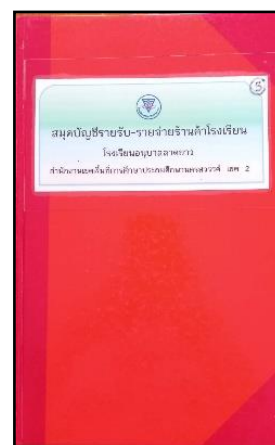 5
สมุดบัญชีรายรับ-รายจ่ายร้านค้าโรงเรียน
โรงเรียนอนุบาลลาดยาว
สำนักงานเขตพื้นที่การศึกษาประถมศึกษานครสวรรค์ เขต 2